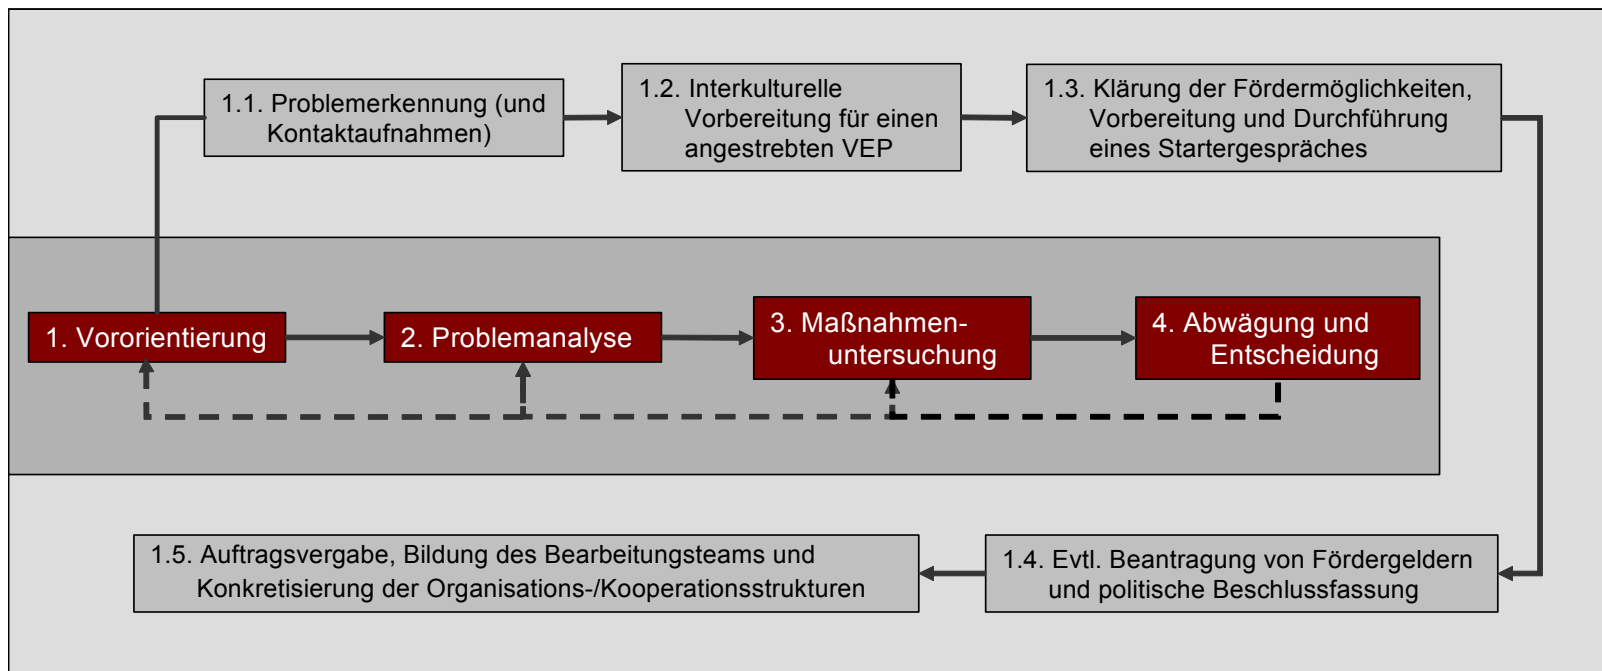 1.1. Problemerkennung (und
Kontaktaufnahmen)
1.2. Interkulturelle
Vorbereitung für einen
angestrebten VEP
1.3. Klärung der Fördermöglichkeiten,
Vorbereitung und Durchführung
eines Startergespräches
1. Vororientierung
2. Problemanalyse
3. Maßnahmen-
untersuchung
4. Abwägung und
Entscheidung
1.5. Auftragsvergabe, Bildung des Bearbeitungsteams und
Konkretisierung der Organisations-/Kooperationsstrukturen
1.4. Evtl. Beantragung von Fördergeldern
und politische Beschlussfassung